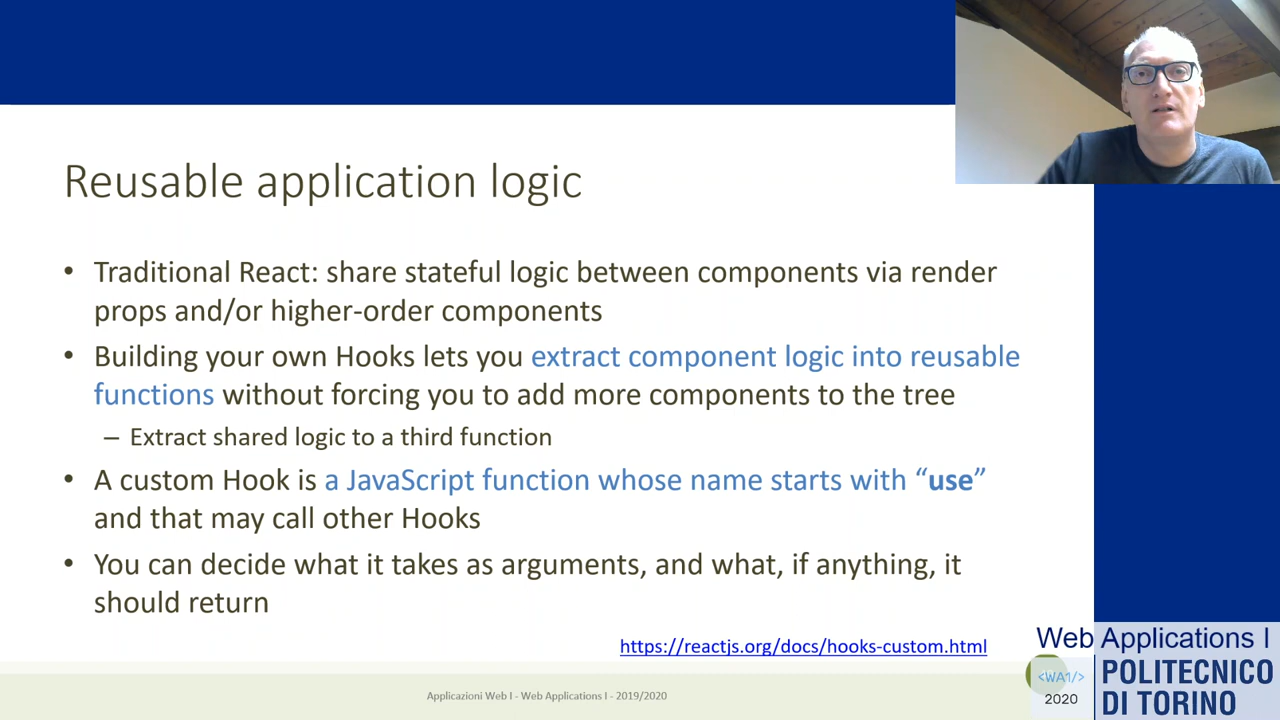 Reusable application logic
• Traditional React: share stateful logic between components via render
props and/or higher-order components
• Building your own Hooks lets you extract component logic into reusable
functions without forcing you to add more components to the tree
– Extract shared logic to a third function
• A custom Hook is a JavaScript function whose name starts with “use”
and that may call other Hooks
• You can decide what it takes as arguments, and what, if anything, it
should return
https://reactjs.org/docs/hooks-custom.html
Applicazioni Web I - Web Applications I - 2019/2020
Web Applications I
<WA1/>
2020
POLITECNICO
DI TORINO